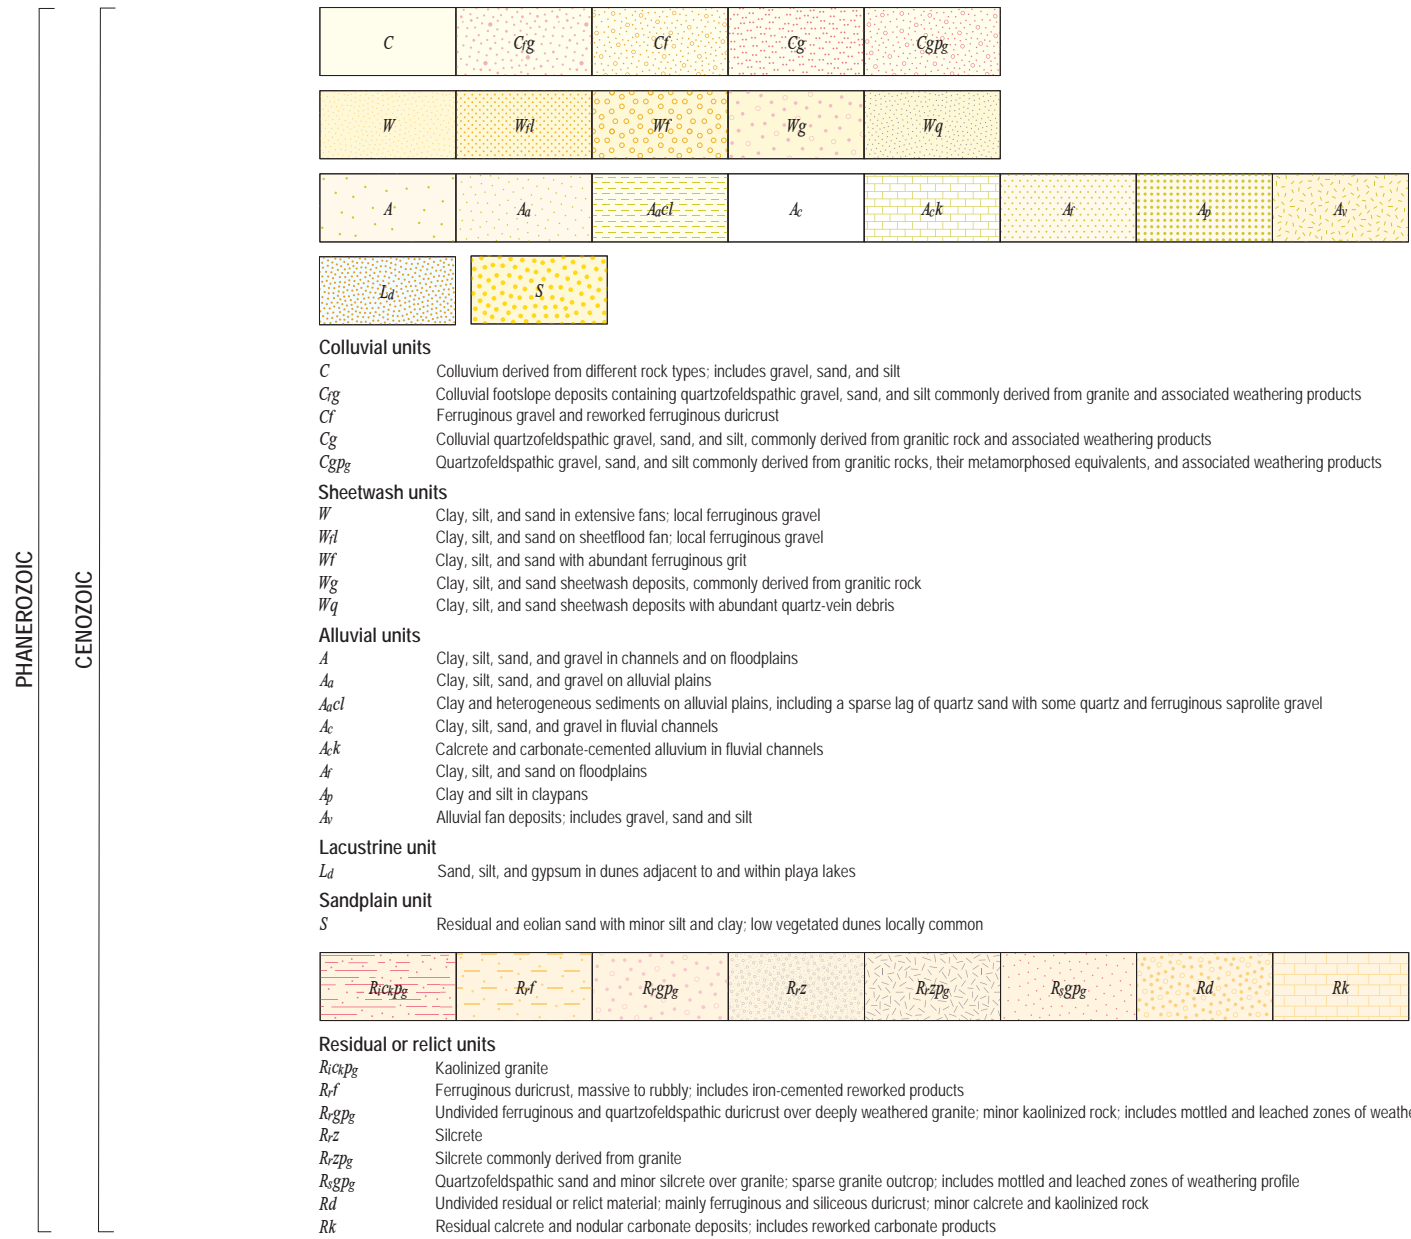 C Cfg Cf Cg Cgpg
W Wfl Wf Wg Wq
A Aa Aacl Ac Ack Af Ap Av
Ld S
Colluvial units
C Colluvium derived from different rock types; includes gravel, sand, and silt
Cfg Colluvial footslope deposits containing quartzofeldspathic gravel, sand, and silt commonly derived from granite and associated weathering products
Cf Ferruginous gravel and reworked ferruginous duricrust
Cg Colluvial quartzofeldspathic gravel, sand, and silt, commonly derived from granitic rock and associated weathering products
Cgpg Quartzofeldspathic gravel, sand, and silt commonly derived from granitic rocks, their metamorphosed equivalents, and associated weathering products
Sheetwash units
W Clay, silt, and sand in extensive fans; local ferruginous gravel
Wfl Clay, silt, and sand on sheetflood fan; local ferruginous gravel
Wf Clay, silt, and sand with abundant ferruginous grit
Wg Clay, silt, and sand sheetwash deposits, commonly derived from granitic rock
Wq Clay, silt, and sand sheetwash deposits with abundant quartz-vein debris
PHANEROZOIC
CENOZOIC
Alluvial units
A Clay, silt, sand, and gravel in channels and on floodplains
Aa Clay, silt, sand, and gravel on alluvial plains
Aacl Clay and heterogeneous sediments on alluvial plains, including a sparse lag of quartz sand with some quartz and ferruginous saprolite gravel
Ac Clay, silt, sand, and gravel in fluvial channels
Ack Calcrete and carbonate-cemented alluvium in fluvial channels
Af Clay, silt, and sand on floodplains
Ap Clay and silt in claypans
Av Alluvial fan deposits; includes gravel, sand and silt
Lacustrine unit
Ld Sand, silt, and gypsum in dunes adjacent to and within playa lakes
Sandplain unit
S Residual and eolian sand with minor silt and clay; low vegetated dunes locally common
Rickpg Rrf Rrgpg Rrz Rrzpg Rsgpg Rd Rk
Residual or relict units
Rickpg Kaolinized granite
Rrf Ferruginous duricrust, massive to rubbly; includes iron-cemented reworked products
Rrgpg Undivided ferruginous and quartzofeldspathic duricrust over deeply weathered granite; minor kaolinized rock; includes mottled and leached zones of weathe
Rrz Silcrete
Rrzpg Silcrete commonly derived from granite
Rsgpg Quartzofeldspathic sand and minor silcrete over granite; sparse granite outcrop; includes mottled and leached zones of weathering profile
Rd Undivided residual or relict material; mainly ferruginous and siliceous duricrust; minor calcrete and kaolinized rock
Rk Residual calcrete and nodular carbonate deposits; includes reworked carbonate products